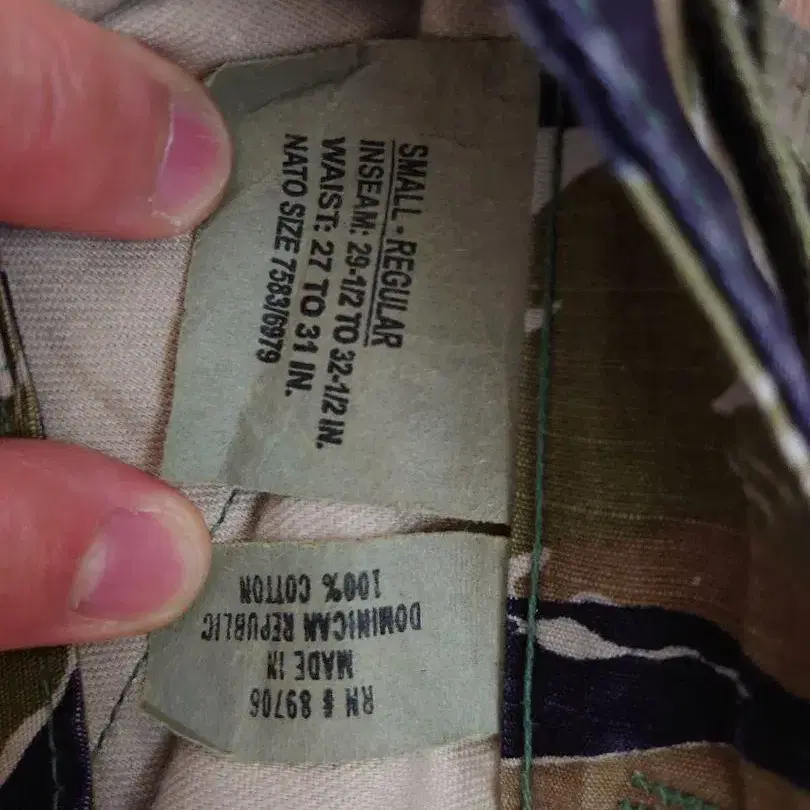 SMALL - REGULAR
INSEAM: 29-1/2 TO 32-1/2 IN.
WAIST: 27 TO 31 IN.
NATO SIZE 7583/6979
RN # 89706
MADE IN
DOMINICAN REPUBLIC
100% COTTON